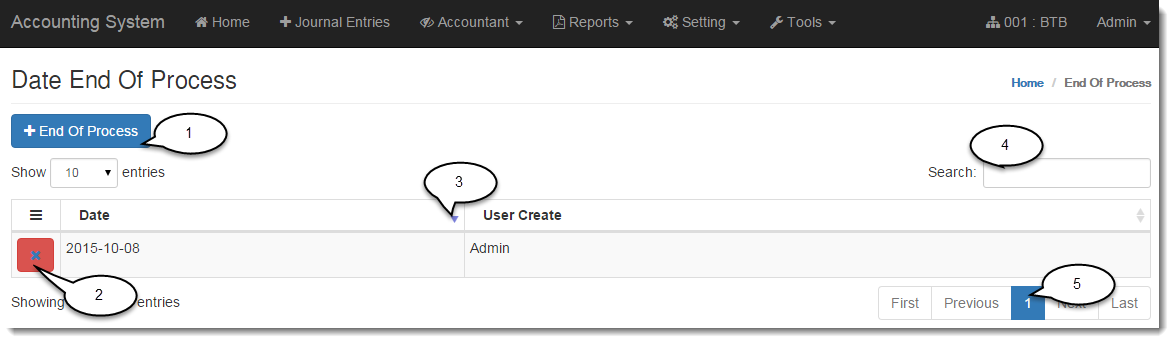 Accounting System Home Journal Entries Accountant Reports Setting Tools 001 : BTB Admin
Date End Of Process Home / End Of Process
End Of Process 1
4
Show 10 entries Search:
3
Date User Create
2015-10-08 Admin
2
5
Showing entries First Previous 1 Next Last